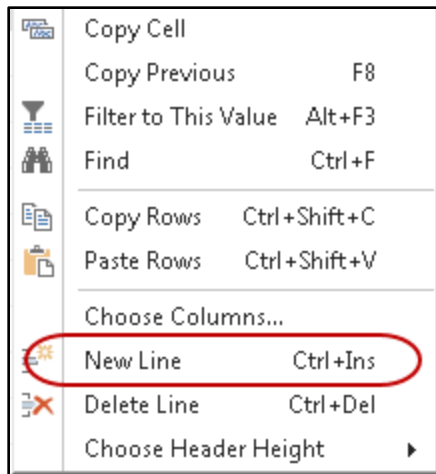 Copy Cell
Copy Previous F8
Filter to This Value Alt+F3
Find Ctrl+F
Copy Rows Ctrl+Shift+C
Paste Rows Ctrl+Shift+V
Choose Columns...
New Line Ctrl+Ins
Delete Line Ctrl+Del
Choose Header Height